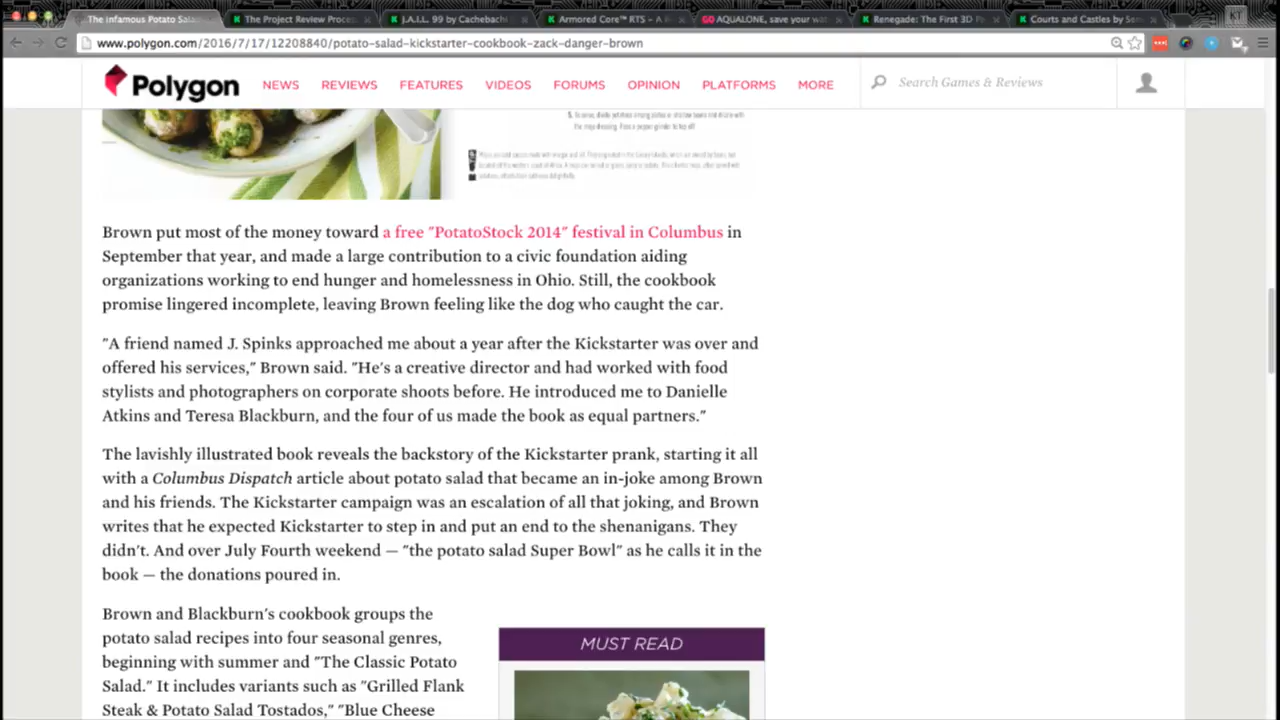 The infamous Potato Sala
The Project Review Proces
J.A.I.L. 99 by Cachebachi
Armored Core™ RTS – A
AQUALONE, save your wat
Renegade: The First 3D P
Courts and Castles by
KT
www.polygon.com/2016/7/17/12208840/potato-salad-kickstarter-cookbook-zack-danger-brown
Polygon
NEWS
REVIEWS
FEATURES
VIDEOS
FORUMS
OPINION
PLATFORMS
MORE
Search Games & Reviews
Brown put most of the money toward a free "PotatoStock 2014" festival in Columbus in
September that year, and made a large contribution to a civic foundation aiding
organizations working to end hunger and homelessness in Ohio. Still, the cookbook
promise lingered incomplete, leaving Brown feeling like the dog who caught the car.
"A friend named J. Spinks approached me about a year after the Kickstarter was over and
offered his services," Brown said. "He's a creative director and had worked with food
stylists and photographers on corporate shoots before. He introduced me to Danielle
Atkins and Teresa Blackburn, and the four of us made the book as equal partners."
The lavishly illustrated book reveals the backstory of the Kickstarter prank, starting it all
with a Columbus Dispatch article about potato salad that became an in-joke among Brown
and his friends. The Kickstarter campaign was an escalation of all that joking, and Brown
writes that he expected Kickstarter to step in and put an end to the shenanigans. They
didn't. And over July Fourth weekend — "the potato salad Super Bowl" as he calls it in the
book — the donations poured in.
Brown and Blackburn's cookbook groups the
potato salad recipes into four seasonal genres,
beginning with summer and "The Classic Potato
Salad." It includes variants such as "Grilled Flank
Steak & Potato Salad Tostados," "Blue Cheese
MUST READ